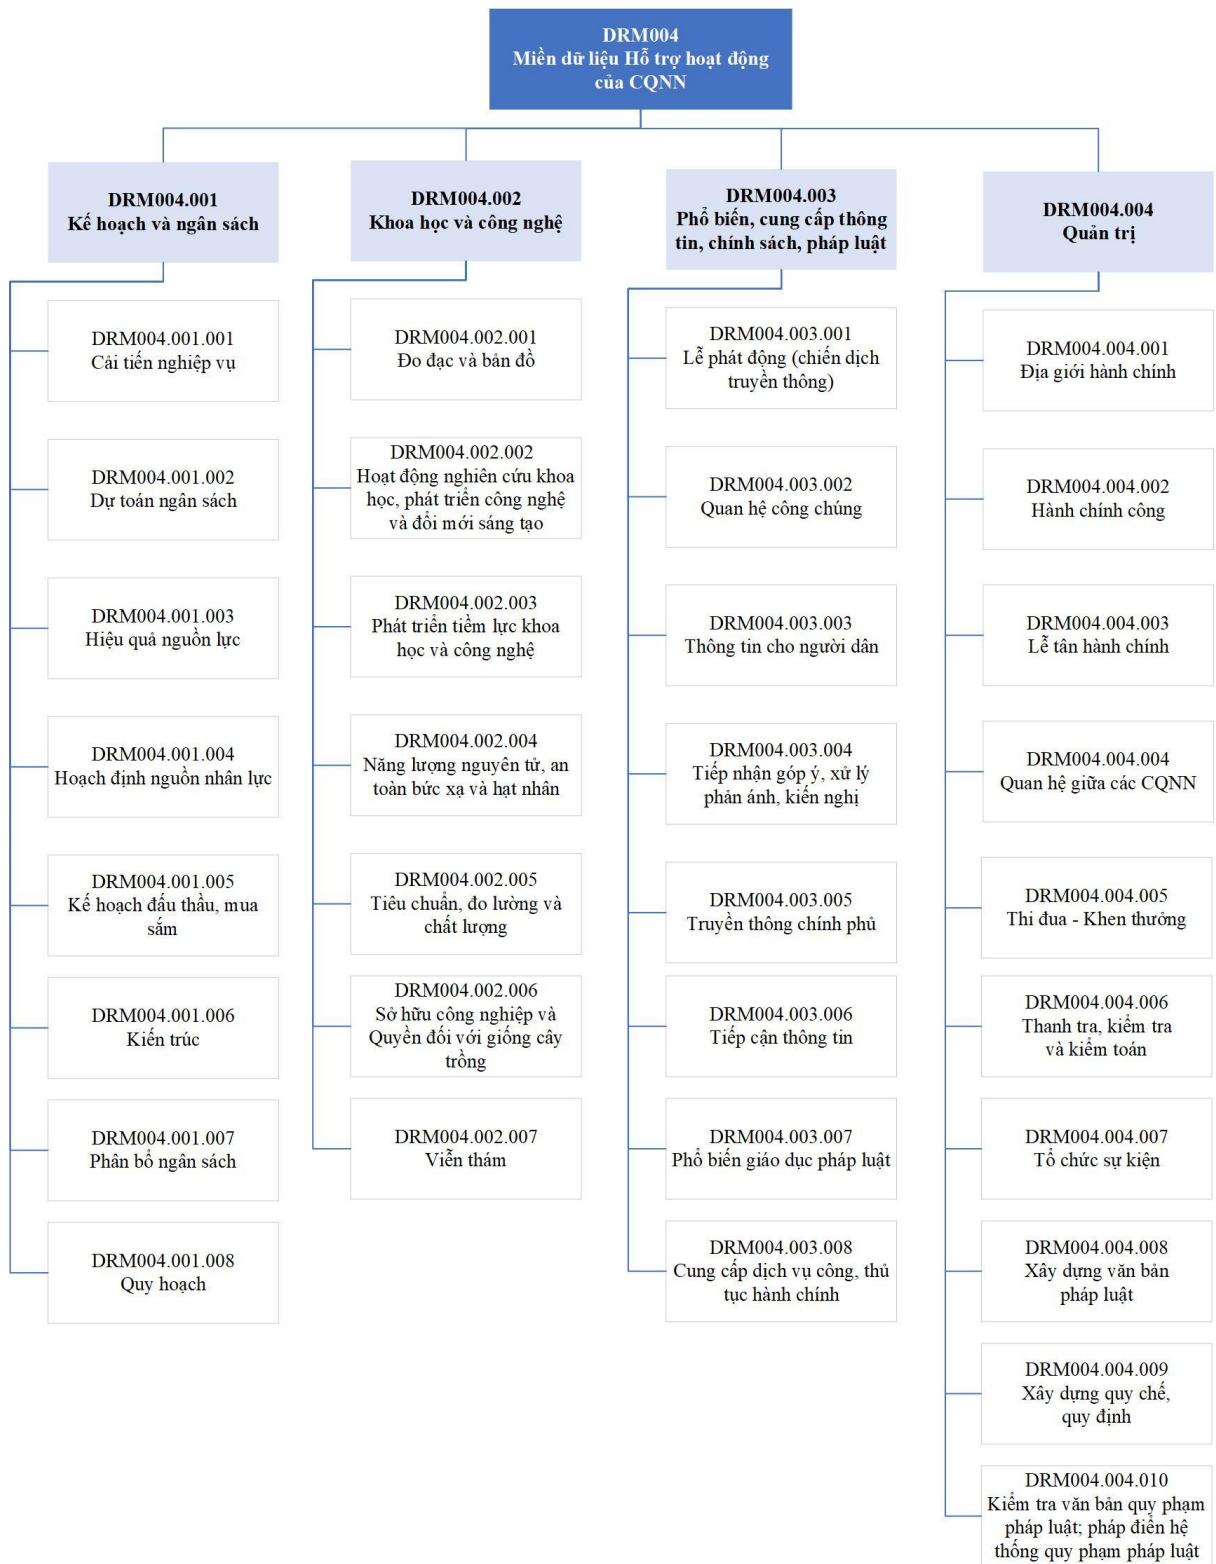 DRM004
Miền dữ liệu Hỗ trợ hoạt động
của CQNN
DRM004.001
Kế hoạch và ngân sách
DRM004.001.001
Cải tiến nghiệp vụ
DRM004.001.002
Dự toán ngân sách
DRM004.001.003
Hiệu quả nguồn lực
DRM004.001.004
Hoạch định nguồn nhân lực
DRM004.001.005
Kế hoạch đấu thầu, mua
sắm
DRM004.001.006
Kiến trúc
DRM004.001.007
Phân bổ ngân sách
DRM004.001.008
Quy hoạch
DRM004.002
Khoa học và công nghệ
DRM004.002.001
Đo đạc và bản đồ
DRM004.002.002
Hoạt động nghiên cứu khoa
học, phát triển công nghệ
và đổi mới sáng tạo
DRM004.002.003
Phát triển tiềm lực khoa
học và công nghệ
DRM004.002.004
Năng lượng nguyên tử, an
toàn bức xạ và hạt nhân
DRM004.002.005
Tiêu chuẩn, đo lường và
chất lượng
DRM004.002.006
Sở hữu công nghiệp và
Quyền đối với giống cây
trồng
DRM004.002.007
Viễn thám
DRM004.003
Phổ biến, cung cấp thông
tin, chính sách, pháp luật
DRM004.003.001
Lễ phát động (chiến dịch
truyền thông)
DRM004.003.002
Quan hệ công chúng
DRM004.003.003
Thông tin cho người dân
DRM004.003.004
Tiếp nhận góp ý, xử lý
phản ánh, kiến nghị
DRM004.003.005
Truyền thông chính phủ
DRM004.003.006
Tiếp cận thông tin
DRM004.003.007
Phổ biến giáo dục pháp luật
DRM004.003.008
Cung cấp dịch vụ công, thủ
tục hành chính
DRM004.004
Quản trị
DRM004.004.001
Địa giới hành chính
DRM004.004.002
Hành chính công
DRM004.004.003
Lễ tân hành chính
DRM004.004.004
Quan hệ giữa các CQNN
DRM004.004.005
Thi đua - Khen thưởng
DRM004.004.006
Thanh tra, kiểm tra
và kiểm toán
DRM004.004.007
Tổ chức sự kiện
DRM004.004.008
Xây dựng văn bản
pháp luật
DRM004.004.009
Xây dựng quy chế,
quy định
DRM004.004.010
Kiểm tra văn bản quy phạm
pháp luật; pháp điển hệ
thống quy phạm pháp luật